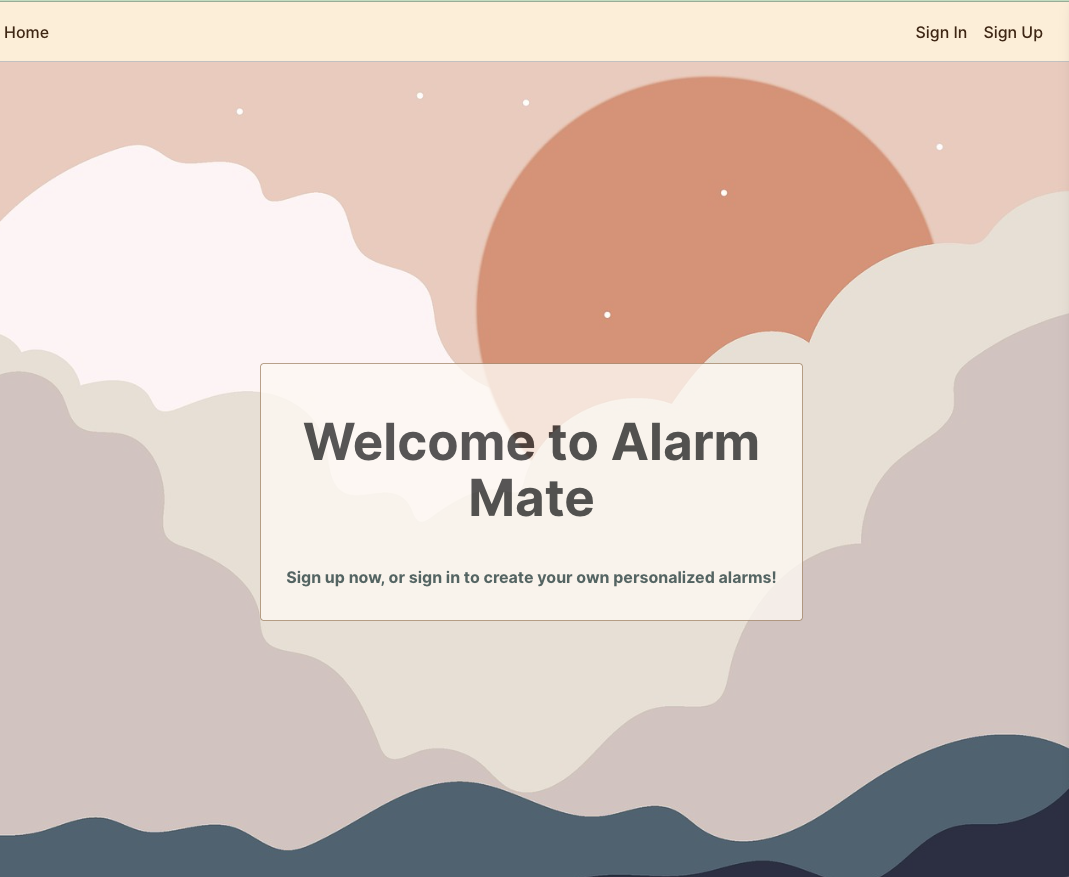 Home
Sign In
Sign Up
Welcome to Alarm
Mate
Sign up now, or sign in to create your own personalized alarms!